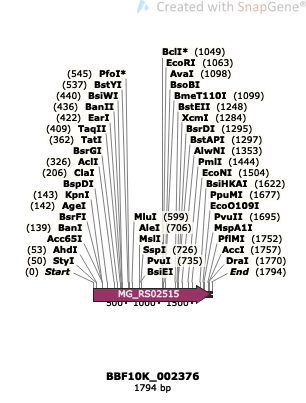 Created with SnapGene®
BclI* (1049)
EcoRI (1063)
(545) PfoI* AvaI (1098)
(537) BstYI BsoBI
(440) BsiWI BmeT110I (1099)
(436) BanII BstEII (1248)
(422) EarI XcmI (1284)
(409) TaqII BsrDI (1295)
(362) TatI BstAPI (1297)
BsrGI AlwNI (1353)
(326) AclI PmlI (1444)
(206) ClaI EcoNI (1504)
BspDI BsiHKAI (1622)
(143) KpnI PpuMI (1677)
(142) AgeI EcoO109I
BsrFI MluI (599) PvuII (1695)
(139) BanI AleI (706) MspA1I
Acc65I MslI PflMI (1752)
(53) AhdI SspI (726) AccI (1757)
(50) StyI PvuI (735) DraI (1770)
(0) Start BsiEI End (1794)
MG_RS02515
500 1000 1500
BBF10K_002376
1794 bp